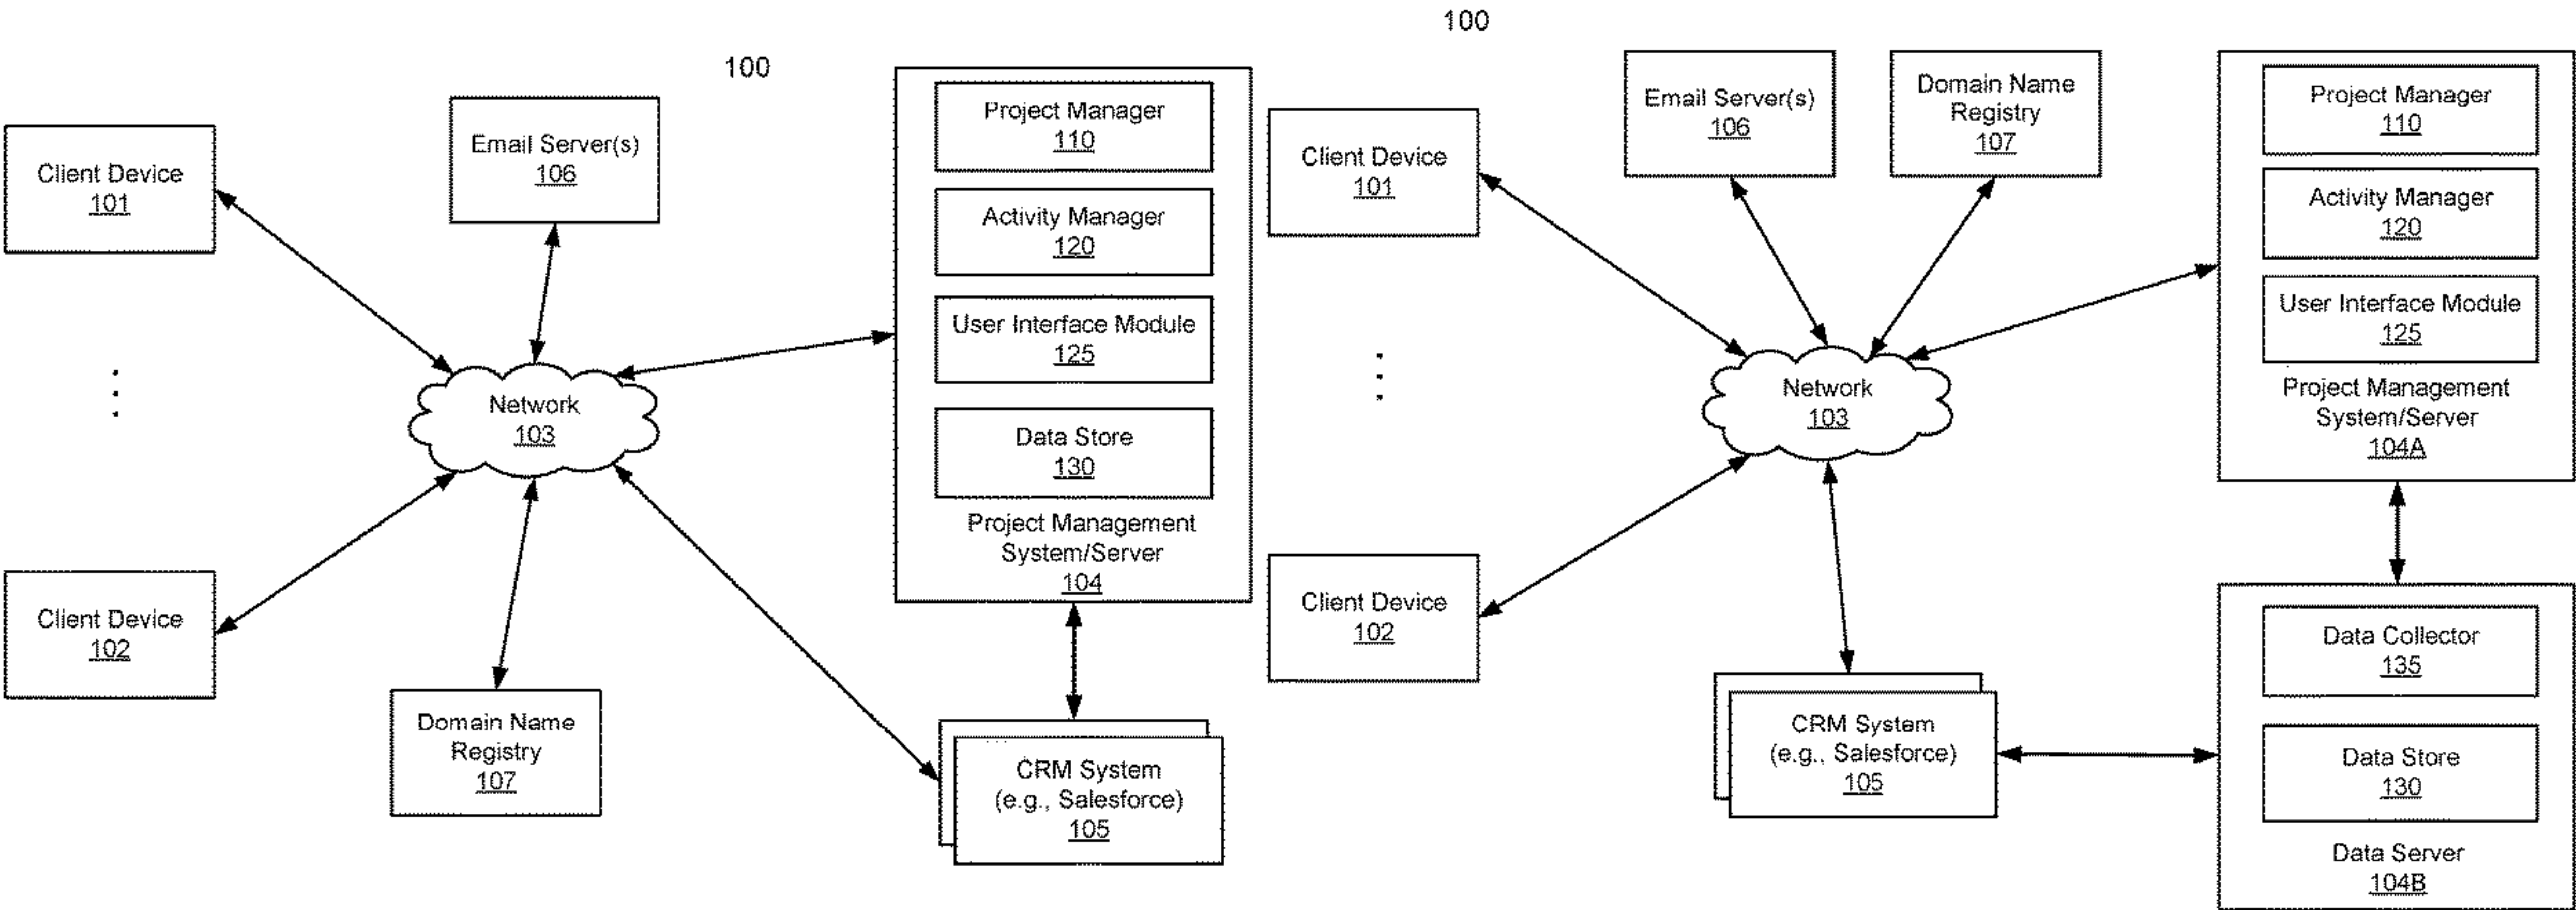 100
Client Device
101
Email Server(s)
106
Project Manager
110
Activity Manager
120
User Interface Module
125
Data Store
130
Project Management
System/Server
104
Network
103
Client Device
102
Domain Name
Registry
107
CRM System
(e.g., Salesforce)
105
100
Client Device
101
Email Server(s)
106
Domain Name
Registry
107
Project Manager
110
Activity Manager
120
User Interface Module
125
Project Management
System/Server
104A
Network
103
Client Device
102
CRM System
(e.g., Salesforce)
105
Data Collector
135
Data Store
130
Data Server
104B